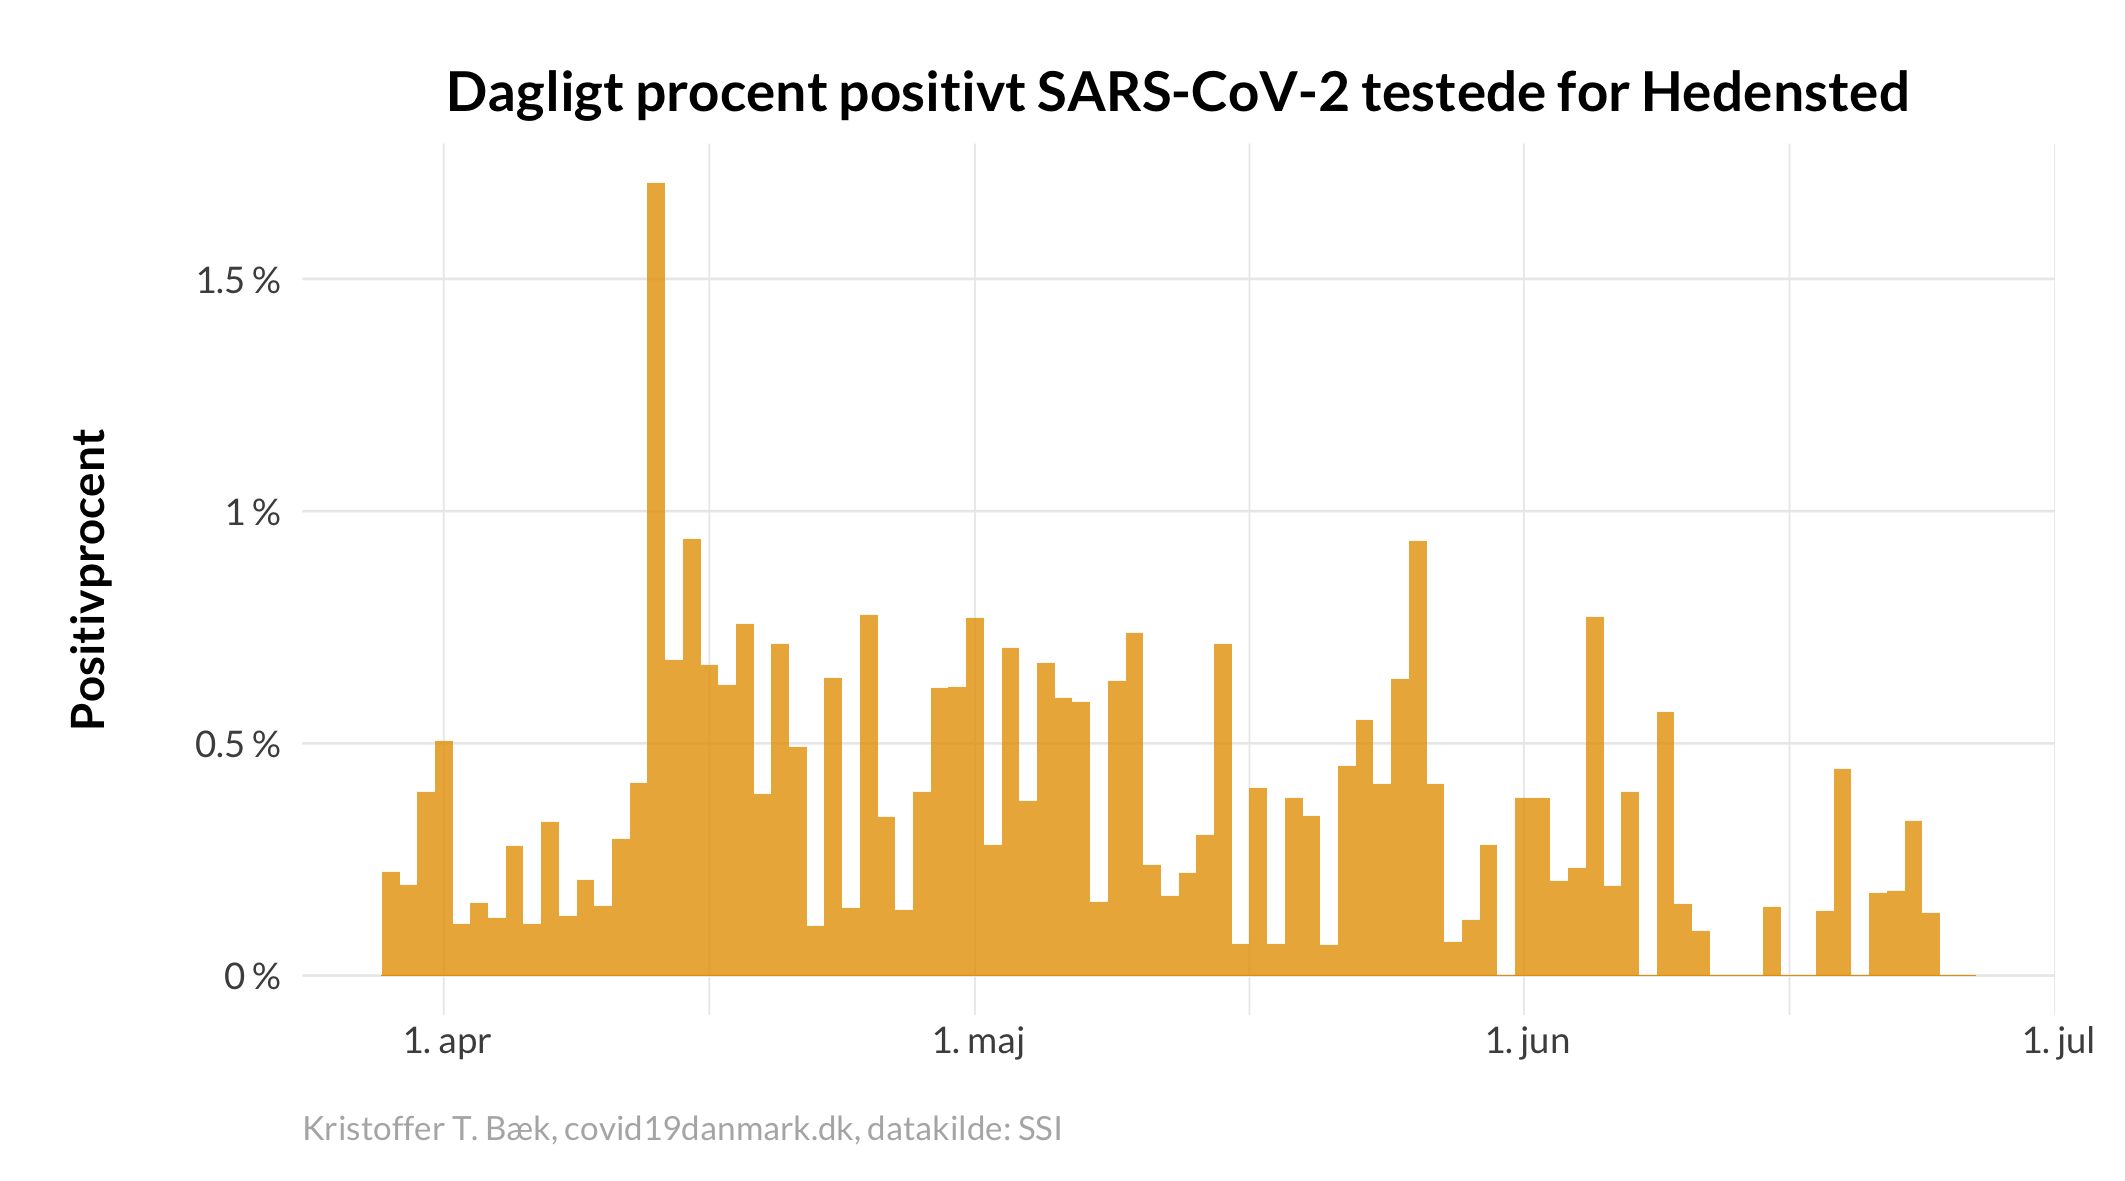 Dagligt procent positivt SARS-CoV-2 testede for Hedensted
Positivprocent
1.5 %
1 %
0.5 %
0 %
1. apr
1. maj
1. jun
1. jul
Kristoffer T. Bæk, covid19danmark.dk, datakilde: SSI